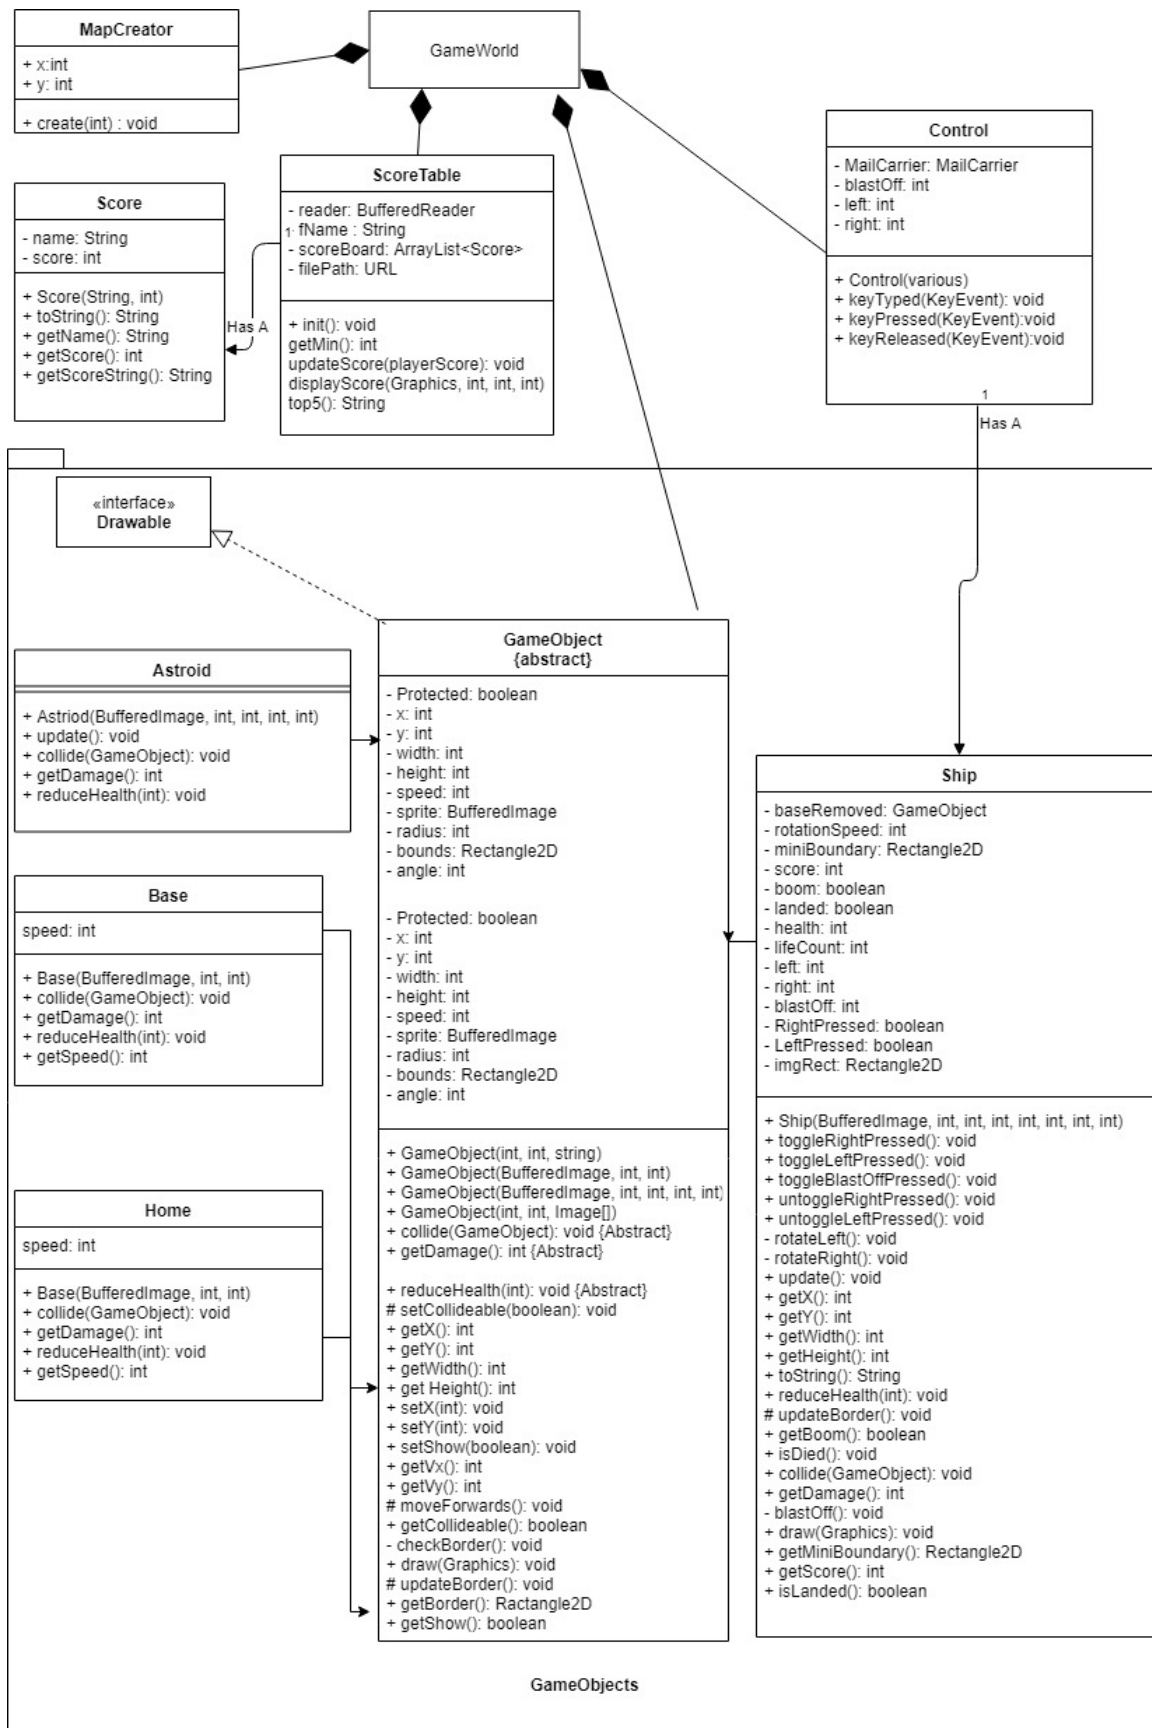 MapCreator
+ x:int
+ y: int
+ create(int) : void
GameWorld
Control
- MailCarrier: MailCarrier
- blastOff: int
- left: int
- right: int
+ Control(various)
+ keyTyped(KeyEvent): void
+ keyPressed(KeyEvent):void
+ keyReleased(KeyEvent):void
1
Has A
ScoreTable
- reader: BufferedReader
- fName : String
- scoreBoard: ArrayList<Score>
- filePath: URL
+ init(): void
getMin(): int
updateScore(playerScore): void
displayScore(Graphics, int, int, int)
top5(): String
1
Has A
Score
- name: String
- score: int
+ Score(String, int)
+ toString(): String
+ getName(): String
+ getScore(): int
+ getScoreString(): String
«interface»
Drawable
Astroid
+ Astriod(BufferedImage, int, int, int, int)
+ update(): void
+ collide(GameObject): void
+ getDamage(): int
+ reduceHealth(int): void
Base
speed: int
+ Base(BufferedImage, int, int)
+ collide(GameObject): void
+ getDamage(): int
+ reduceHealth(int): void
+ getSpeed(): int
Home
speed: int
+ Base(BufferedImage, int, int)
+ collide(GameObject): void
+ getDamage(): int
+ reduceHealth(int): void
+ getSpeed(): int
GameObject
{abstract}
- Protected: boolean
- x: int
- y: int
- width: int
- height: int
- speed: int
- sprite: BufferedImage
- radius: int
- bounds: Rectangle2D
- angle: int
- Protected: boolean
- x: int
- y: int
- width: int
- height: int
- speed: int
- sprite: BufferedImage
- radius: int
- bounds: Rectangle2D
- angle: int
+ GameObject(int, int, string)
+ GameObject(BufferedImage, int, int)
+ GameObject(BufferedImage, int, int, int, int)
+ GameObject(int, int, Image[])
+ collide(GameObject): void {Abstract}
+ getDamage(): int {Abstract}
+ reduceHealth(int): void {Abstract}
# setCollideable(boolean): void
+ getX(): int
+ getY(): int
+ getWidth(): int
+ get Height(): int
+ setX(int): void
+ setY(int): void
+ setShow(boolean): void
+ getVx(): int
+ getVy(): int
# moveForwards(): void
+ getCollideable(): boolean
- checkBorder(): void
+ draw(Graphics): void
# updateBorder(): void
+ getBorder(): Ractangle2D
+ getShow(): boolean
Ship
- baseRemoved: GameObject
- rotationSpeed: int
- miniBoundary: Rectangle2D
- score: int
- boom: boolean
- landed: boolean
- health: int
- lifeCount: int
- left: int
- right: int
- blastOff: int
- RightPressed: boolean
- LeftPressed: boolean
- imgRect: Rectangle2D
+ Ship(BufferedImage, int, int, int, int, int, int, int)
+ toggleRightPressed(): void
+ toggleLeftPressed(): void
+ toggleBlastOffPressed(): void
+ untoggleRightPressed(): void
+ untoggleLeftPressed(): void
- rotateLeft(): void
- rotateRight(): void
+ update(): void
+ getX(): int
+ getY(): int
+ getWidth(): int
+ getHeight(): int
+ toString(): String
+ reduceHealth(int): void
# updateBorder(): void
+ getBoom(): boolean
+ isDied(): void
+ collide(GameObject): void
+ getDamage(): int
- blastOff(): void
+ draw(Graphics): void
+ getMiniBoundary(): Rectangle2D
+ getScore(): int
+ isLanded(): boolean
GameObjects